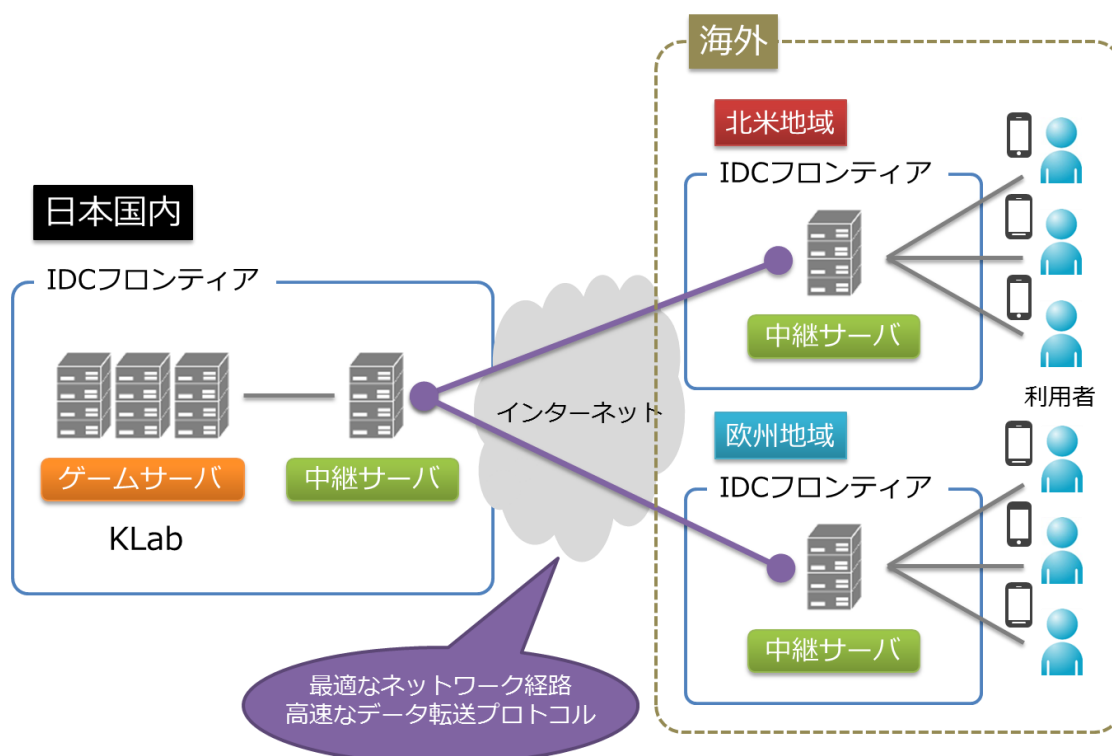 海外
北米地域
IDCフロンティア
中継サーバ
利用者
日本国内
IDCフロンティア
ゲームサーバ
中継サーバ
KLab
インターネット
欧州地域
IDCフロンティア
中継サーバ
最適なネットワーク経路
高速なデータ転送プロトコル